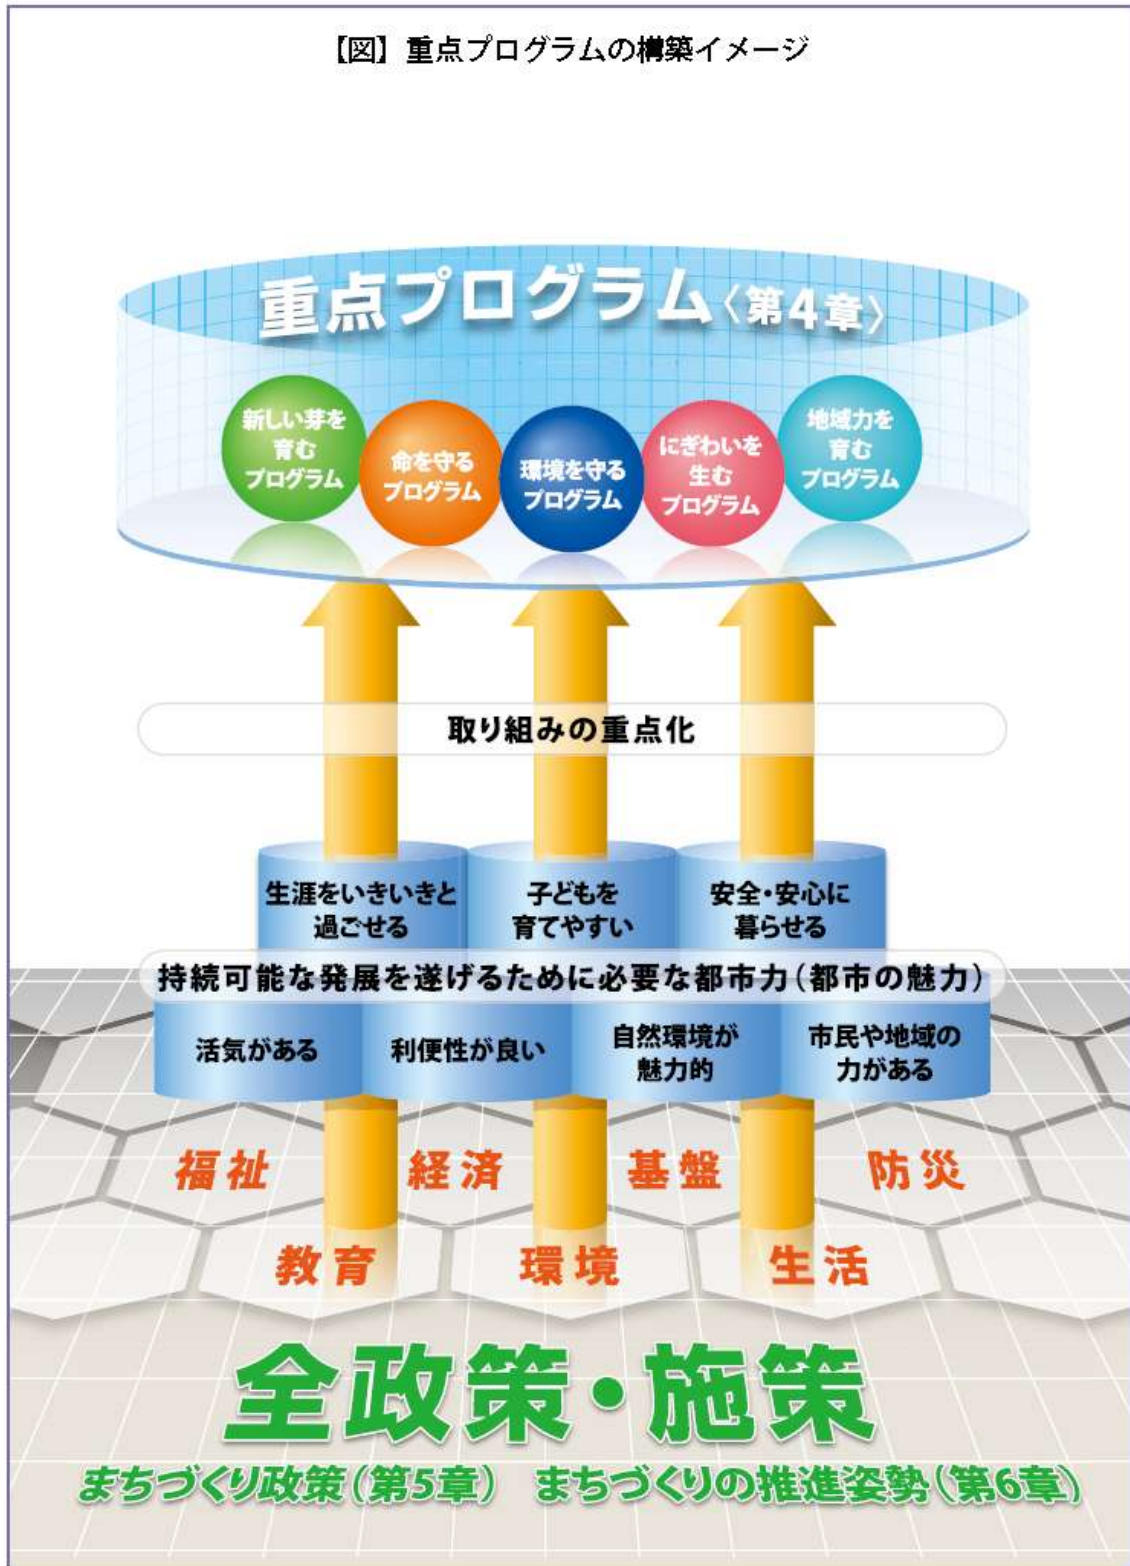 【図】重点プログラムの構築イメージ
重点プログラム〈第4章〉
新しい芽を
育む
プログラム
命を守る
プログラム
環境を守る
プログラム
にぎわいを
生む
プログラム
地域力を
育む
プログラム
取り組みの重点化
生涯をいきいきと
過ごせる
子どもを
育てやすい
安全・安心に
暮らせる
持続可能な発展を遂げるために必要な都市力(都市の魅力)
活気がある
利便性が良い
自然環境が
魅力的
市民や地域の
力がある
福祉
経済
基盤
防災
教育
環境
生活
全政策・施策
まちづくり政策(第5章) まちづくりの推進姿勢(第6章)